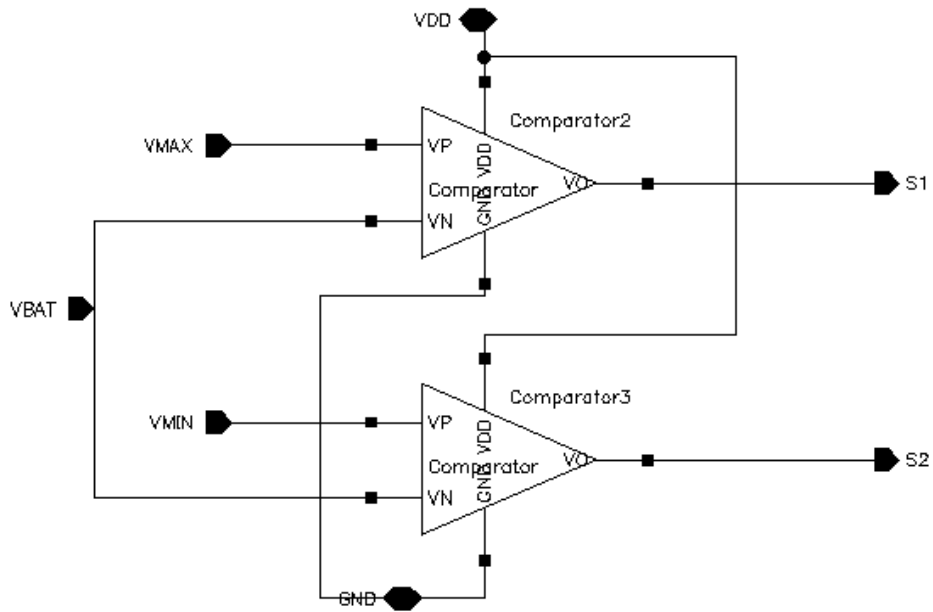 VDD
Comparator2
VMAX
VP
GND VDD
Comparator
VO
S1
VN
VBAT
Comparator3
VMIN
VP
GND VDD
Comparator
VO
S2
VN
GND